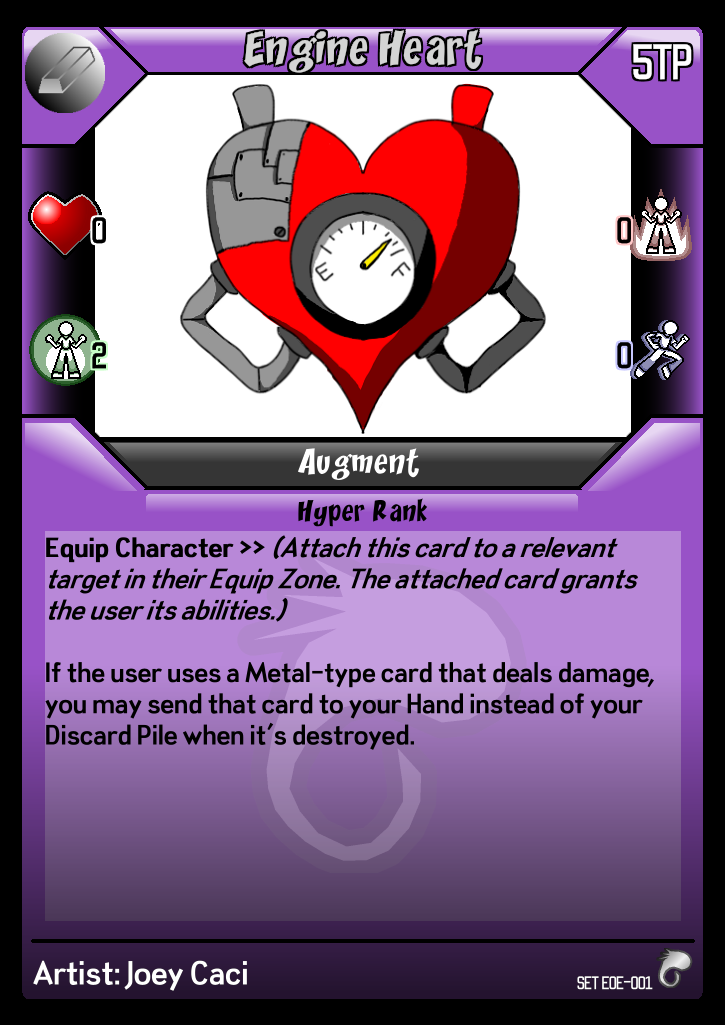 Engine Heart
5TP
0
0
E F
2
0
Augment
Hyper Rank
Equip Character >> (Attach this card to a relevant
target in their Equip Zone. The attached card grants
the user its abilities.)
If the user uses a Metal-type card that deals damage,
you may send that card to your Hand instead of your
Discard Pile when it's destroyed.
Artist: Joey Caci
SET EOE-001